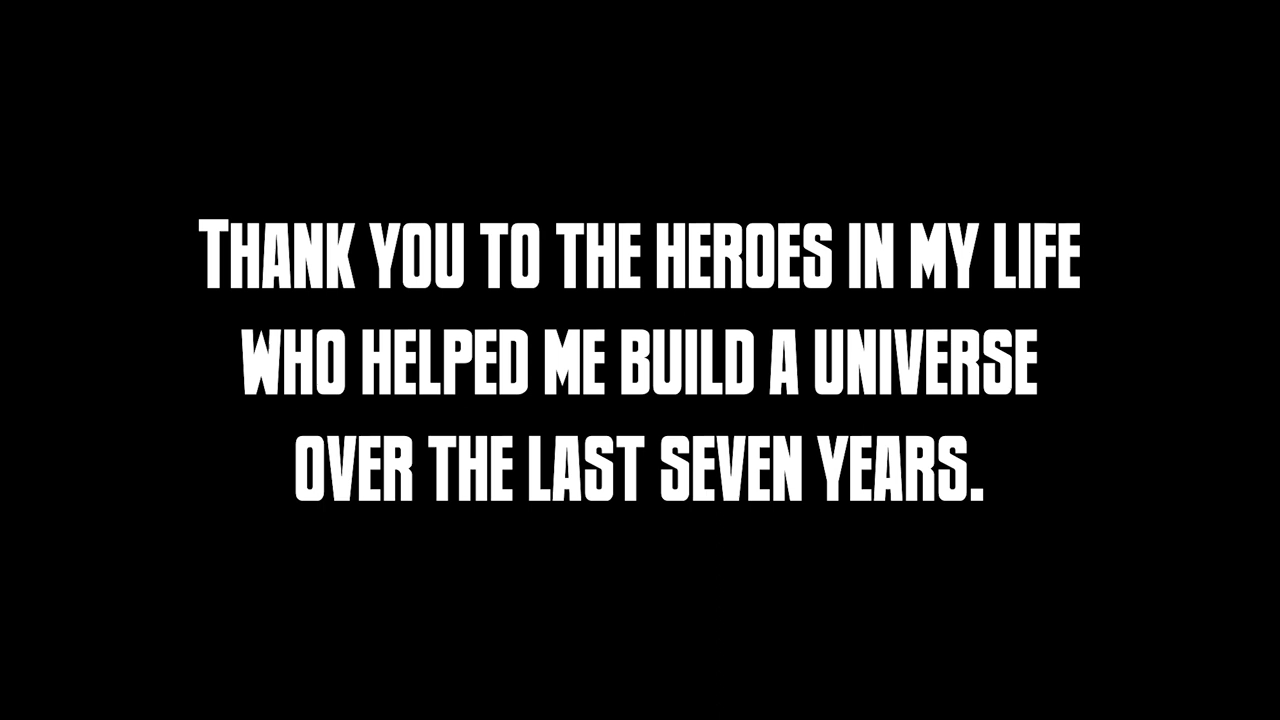 THANK YOU TO THE HEROES IN MY LIFE
WHO HELPED ME BUILD A UNIVERSE
OVER THE LAST SEVEN YEARS.